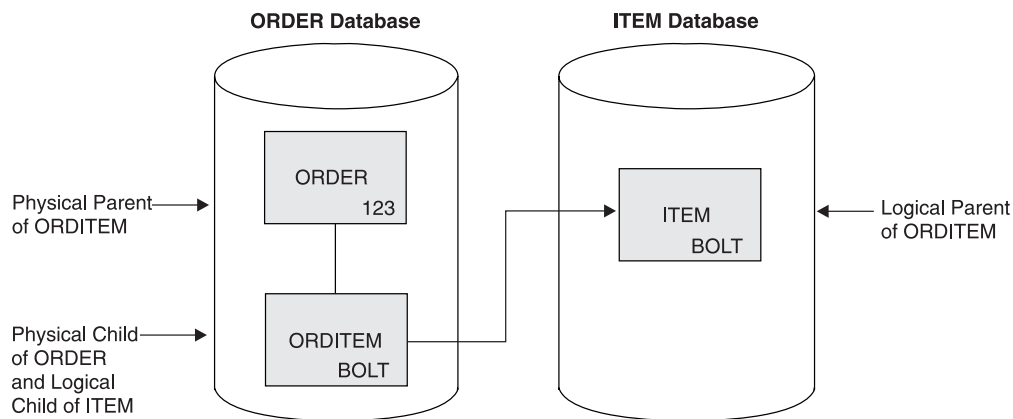 ORDER Database
ITEM Database
ORDER
123
Physical Parent
of ORDITEM
ITEM
BOLT
Logical Parent
of ORDITEM
Physical Child
of ORDER
and Logical
Child of ITEM
ORDITEM
BOLT